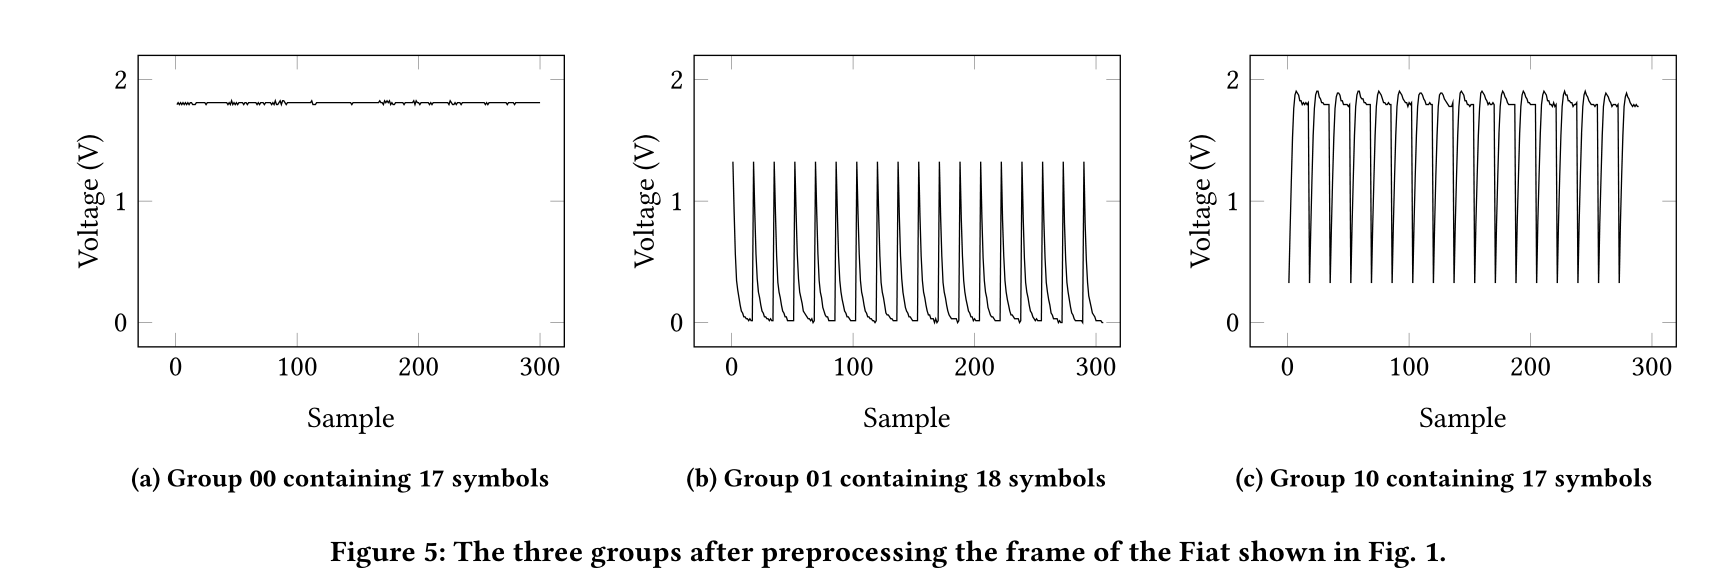 2
1
0
Voltage (V)
0 100 200 300
Sample
(a) Group 00 containing 17 symbols
2
1
0
Voltage (V)
0 100 200 300
Sample
(b) Group 01 containing 18 symbols
2
1
0
Voltage (V)
0 100 200 300
Sample
(c) Group 10 containing 17 symbols
Figure 5: The three groups after preprocessing the frame of the Fiat shown in Fig. 1.